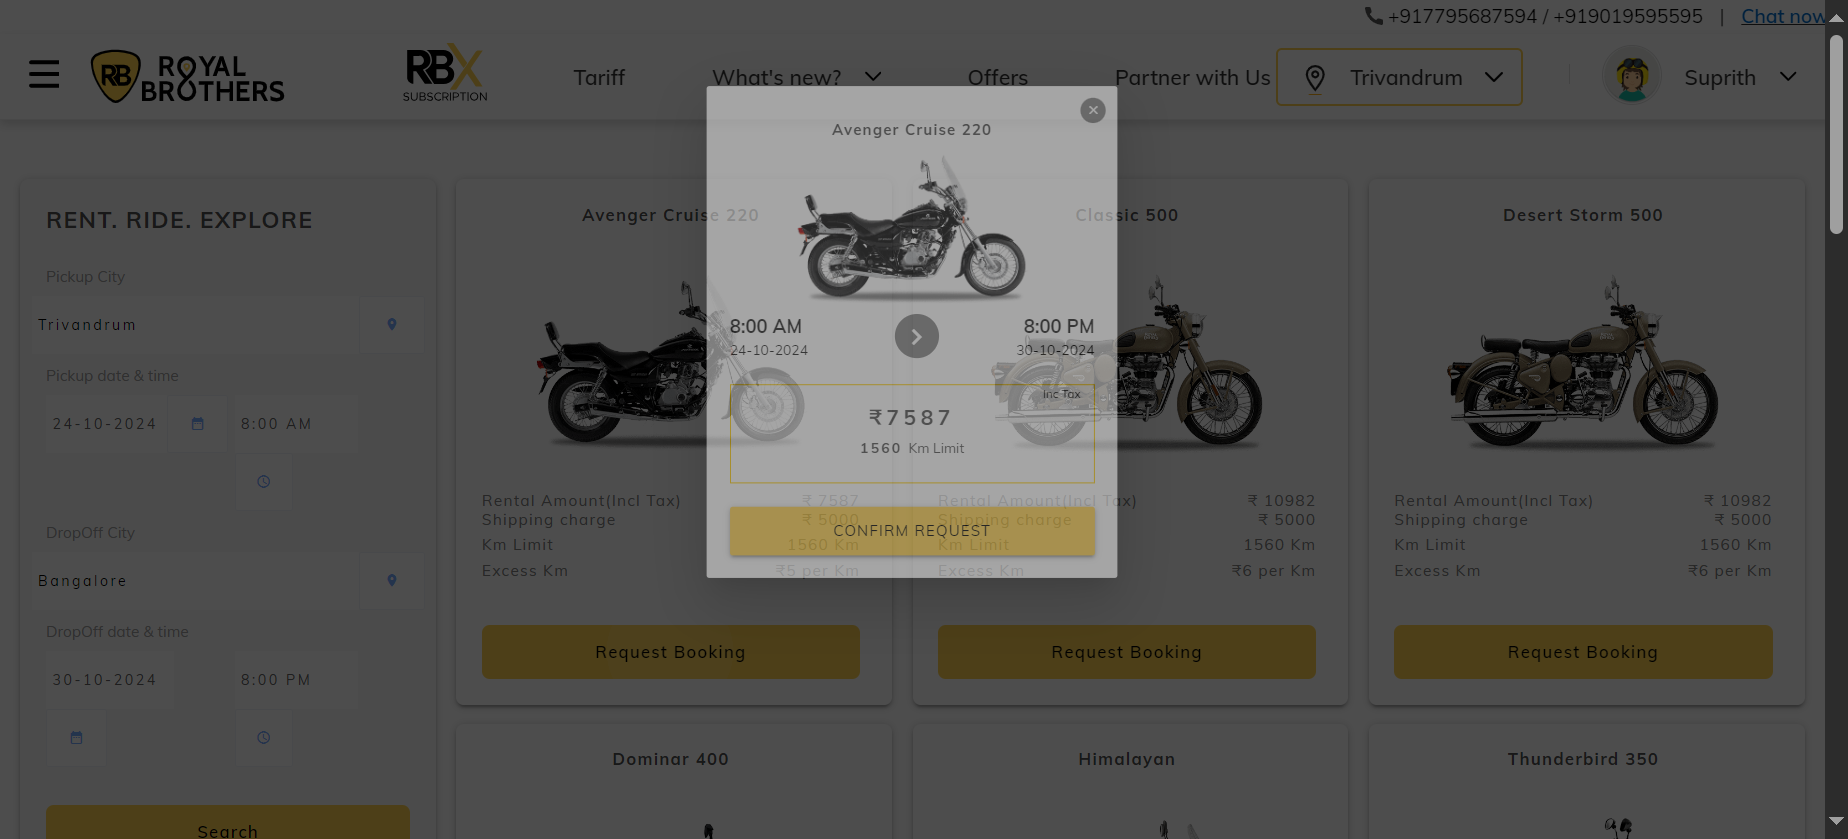 +917795687594 / +919019595595 | Chat now
RB ROYAL BROTHERS
RBX SUBSCRIPTION
Tariff
What's new?
Offers
Partner with Us
Trivandrum
Suprith
RENT. RIDE. EXPLORE
Pickup City
Trivandrum
Pickup date & time
24-10-2024
8:00 AM
DropOff City
Bangalore
DropOff date & time
30-10-2024
8:00 PM
Search
Avenger Cruise 220
8:00 AM
24-10-2024
8:00 PM
30-10-2024
Inc Tax
₹7587
1560 Km Limit
CONFIRM REQUEST
Avenger Cruise 220
Rental Amount(Incl Tax) ₹ 7587
Shipping charge ₹ 5000
Km Limit 1560 Km
Excess Km ₹5 per Km
Request Booking
Classic 500
Rental Amount(Incl Tax) ₹ 10982
Shipping charge ₹ 5000
Km Limit 1560 Km
Excess Km ₹6 per Km
Request Booking
Desert Storm 500
Rental Amount(Incl Tax) ₹ 10982
Shipping charge ₹ 5000
Km Limit 1560 Km
Excess Km ₹6 per Km
Request Booking
Dominar 400
Himalayan
Thunderbird 350